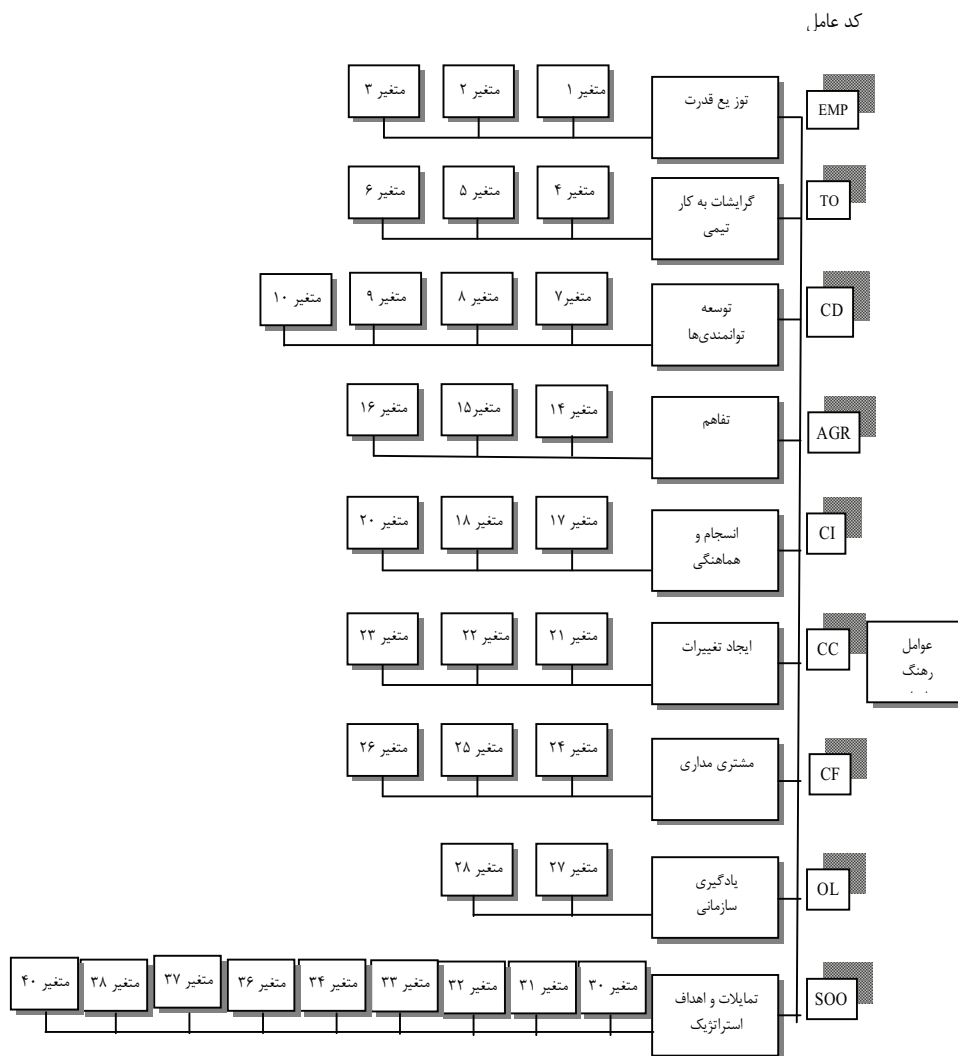 کد عامل
EMP
توزیع قدرت
متغیر ۱
متغیر ۲
متغیر ۳
TO
گرایشات به کار
تیمی
متغیر ۴
متغیر ۵
متغیر ۶
CD
توسعه
توانمندی‌ها
متغیر۷
متغیر ۸
متغیر ۹
متغیر ۱۰
AGR
تفاهم
متغیر ۱۴
متغیر۱۵
متغیر ۱۶
CI
انسجام و
هماهنگی
متغیر ۱۷
متغیر ۱۸
متغیر ۲۰
عوامل
رهنگ
CC
ایجاد تغییرات
متغیر ۲۱
متغیر ۲۲
متغیر ۲۳
CF
مشتری مداری
متغیر ۲۴
متغیر ۲۵
متغیر ۲۶
OL
یادگیری
سازمانی
متغیر ۲۷
متغیر ۲۸
SOO
تمایلات و اهداف
استراتژیک
متغیر ۳۰
متغیر ۳۱
متغیر ۳۲
متغیر ۳۳
متغیر ۳۴
متغیر ۳۶
متغیر ۳۷
متغیر ۳۸
متغیر ۴۰